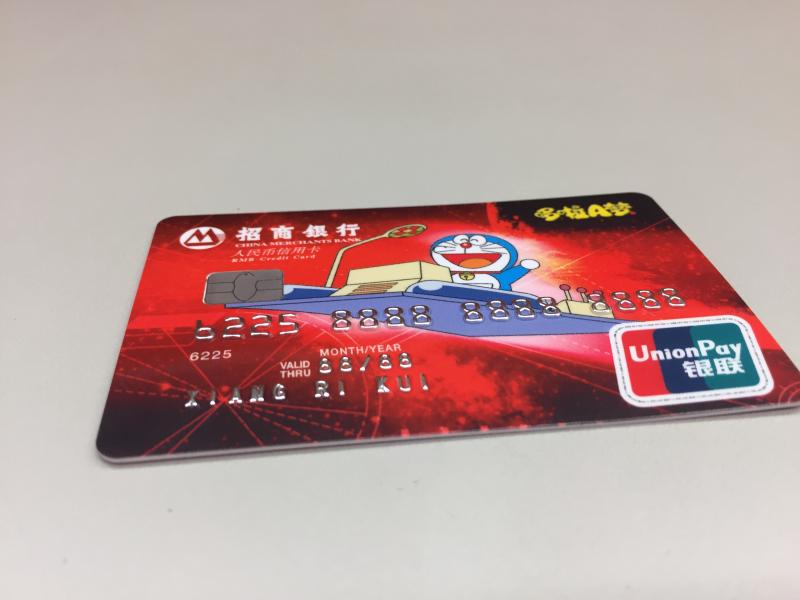 招商银行
CHINA MERCHANTS BANK
人民币信用卡
RMB Credit Card
哆啦A梦
6225 8888 8888 8888
6225
MONTH/YEAR
VALID THRU 88/88
XIANG RI KUI
UnionPay
银联